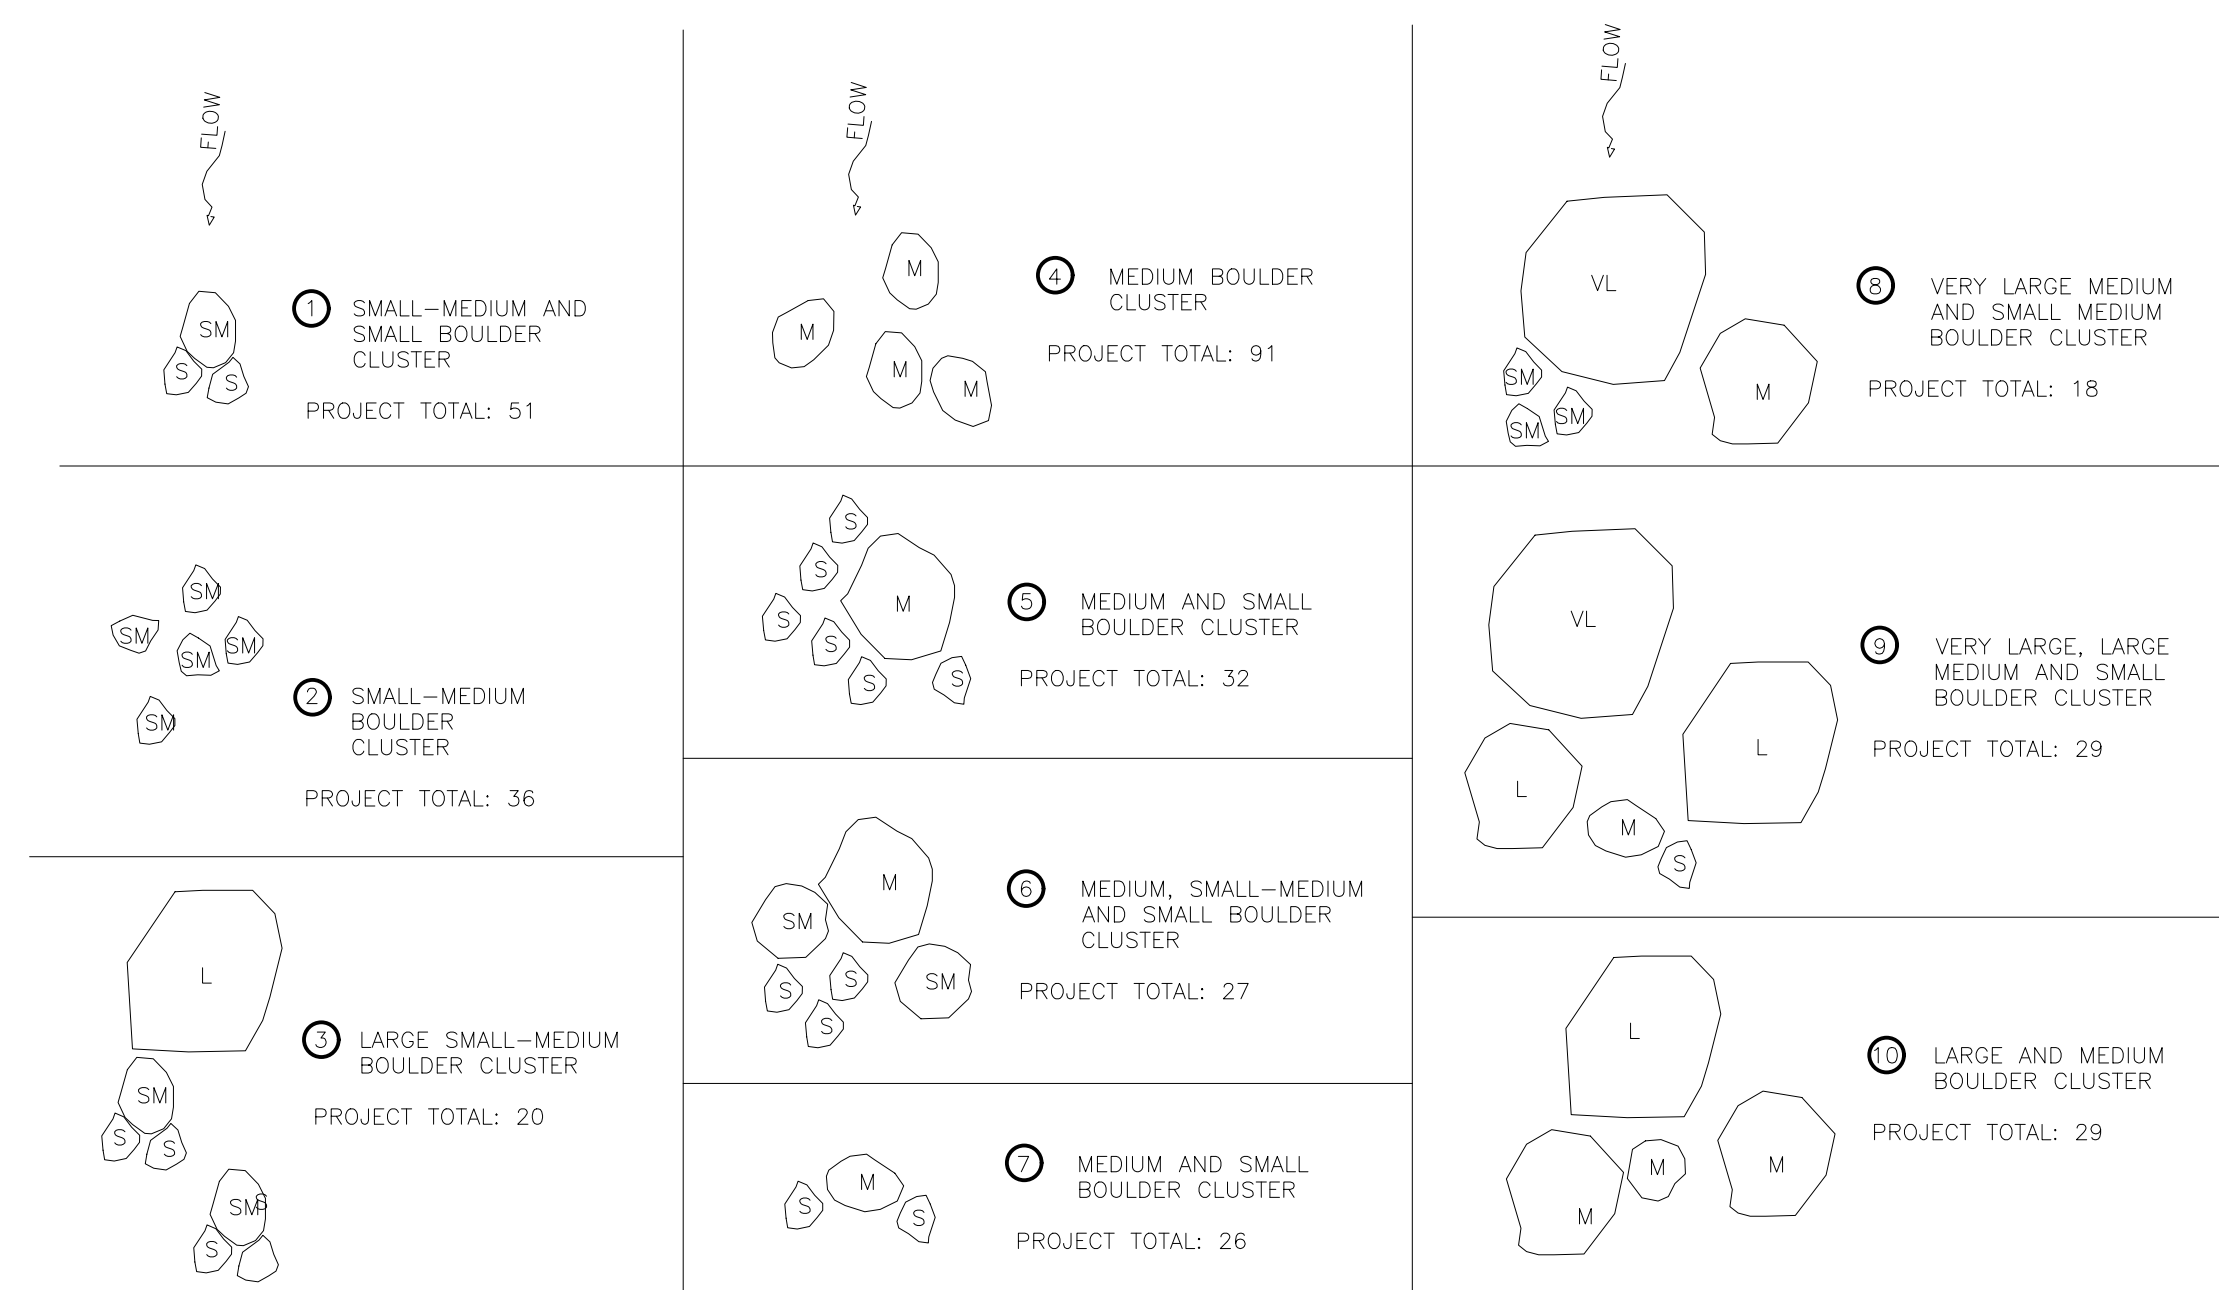 FLOW
SM
S
S
1
SMALL-MEDIUM AND
SMALL BOULDER
CLUSTER
PROJECT TOTAL: 51
SM
SM
SM
SM
SM
2
SMALL-MEDIUM
BOULDER
CLUSTER
PROJECT TOTAL: 36
L
SM
S
S
SM
S
S
3
LARGE SMALL-MEDIUM
BOULDER CLUSTER
PROJECT TOTAL: 20
FLOW
M
M
M
M
4
MEDIUM BOULDER
CLUSTER
PROJECT TOTAL: 91
S
S
M
S
S
S
S
5
MEDIUM AND SMALL
BOULDER CLUSTER
PROJECT TOTAL: 32
M
SM
S
S
SM
S
6
MEDIUM, SMALL-MEDIUM
AND SMALL BOULDER
CLUSTER
PROJECT TOTAL: 27
M
S
S
7
MEDIUM AND SMALL
BOULDER CLUSTER
PROJECT TOTAL: 26
FLOW
VL
SM
SM
SM
M
8
VERY LARGE MEDIUM
AND SMALL MEDIUM
BOULDER CLUSTER
PROJECT TOTAL: 18
VL
L
L
M
S
9
VERY LARGE, LARGE
MEDIUM AND SMALL
BOULDER CLUSTER
PROJECT TOTAL: 29
L
M
M
M
10
LARGE AND MEDIUM
BOULDER CLUSTER
PROJECT TOTAL: 29